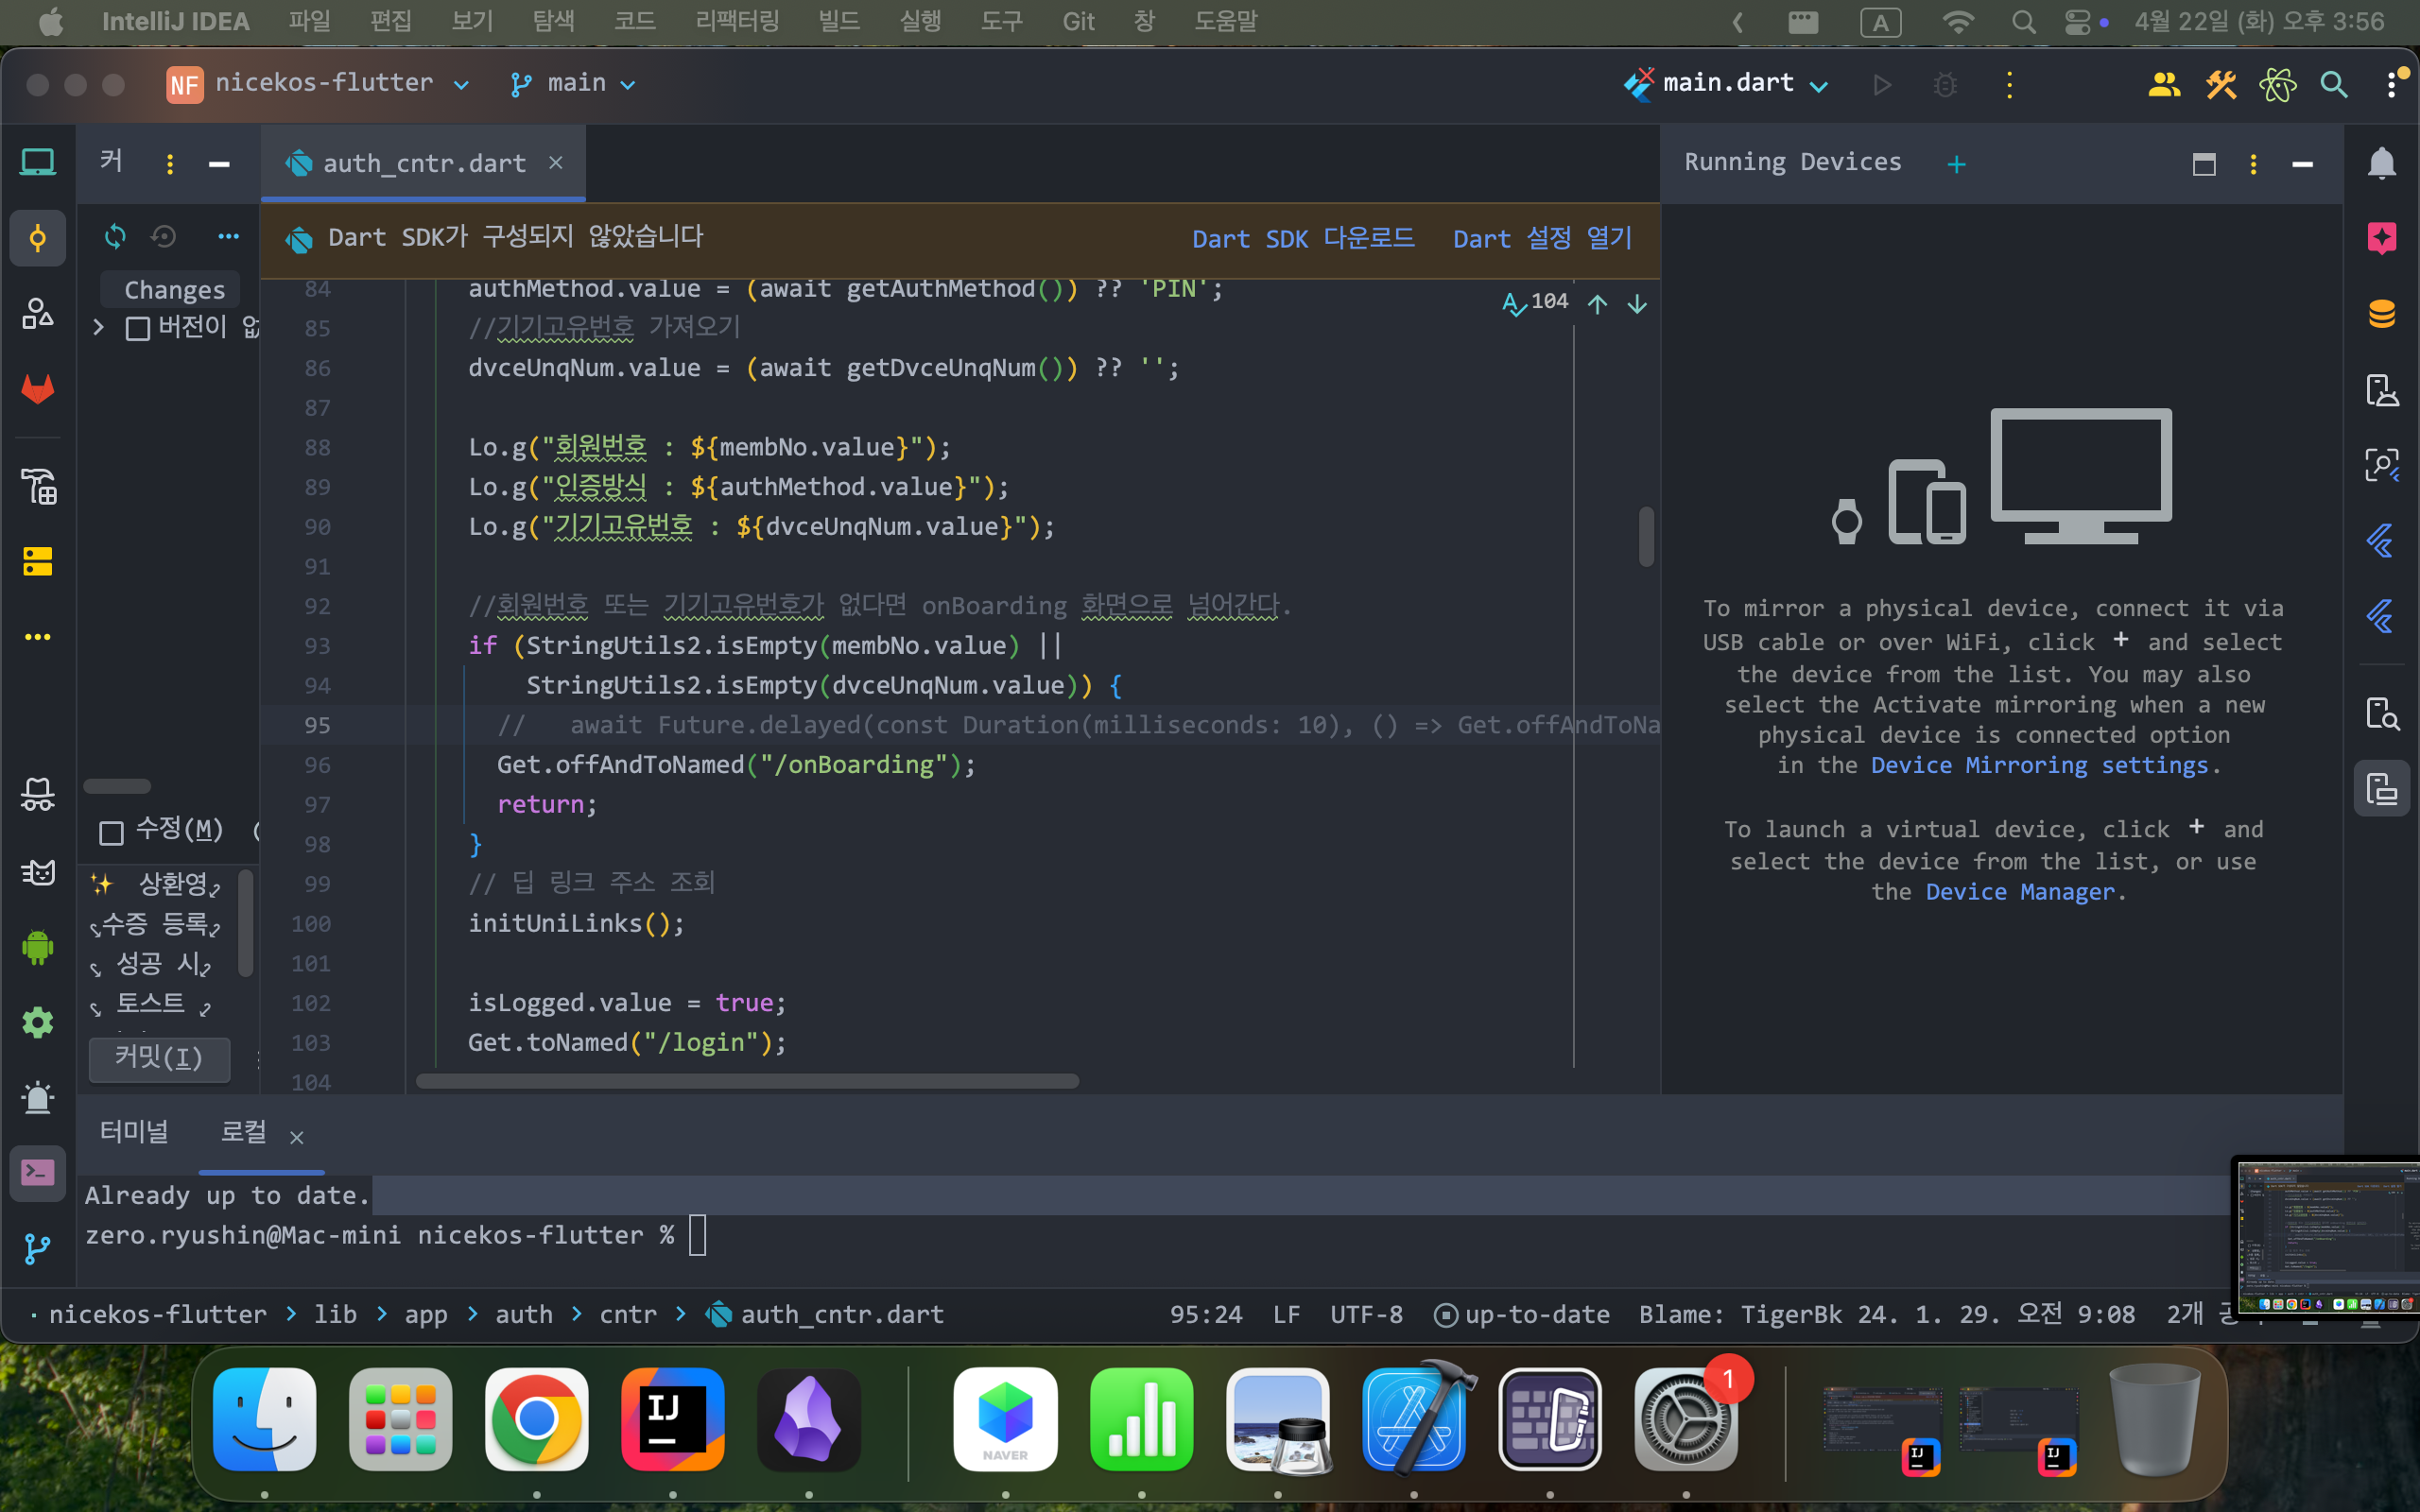 IntelliJ IDEA 파일 편집 보기 탐색 코드 리팩터링 빌드 실행 도구 Git 창 도움말 A 4월 22일 (화) 오후 3:56
NF nicekos-flutter main main.dart
커 auth_cntr.dart Running Devices
Dart SDK가 구성되지 않았습니다 Dart SDK 다운로드 Dart 설정 열기
Changes
버전이
104
84 authMethod.value = (await getAuthMethod()) ?? 'PIN';
85 //기기고유번호 가져오기
86 dvceUnqNum.value = (await getDvceUnqNum()) ?? '';
87
88 Lo.g("회원번호 : ${membNo.value}");
89 Lo.g("인증방식 : ${authMethod.value}");
90 Lo.g("기기고유번호 : ${dvceUnqNum.value}");
91
92 //회원번호 또는 기기고유번호가 없다면 onBoarding 화면으로 넘어간다.
93 if (StringUtils2.isEmpty(membNo.value) ||
94 StringUtils2.isEmpty(dvceUnqNum.value)) {
95 // await Future.delayed(const Duration(milliseconds: 10), () => Get.offAndToNa
96 Get.offAndToNamed("/onBoarding");
97 return;
98 }
99 // 딥 링크 주소 조회
100 initUniLinks();
101
102 isLogged.value = true;
103 Get.toNamed("/login");
104
수정(M)
상환영
수증 등록
성공 시
토스트
커밋(I)
To mirror a physical device, connect it via
USB cable or over WiFi, click + and select
the device from the list. You may also
select the Activate mirroring when a new
physical device is connected option
in the Device Mirroring settings.
To launch a virtual device, click + and
select the device from the list, or use
the Device Manager.
터미널 로컬
Already up to date.
zero.ryushin@Mac-mini nicekos-flutter %
nicekos-flutter > lib > app > auth > cntr > auth_cntr.dart 95:24 LF UTF-8 up-to-date Blame: TigerBk 24. 1. 29. 오전 9:08 2개
IJ
NAVER
1
IJ
IJ